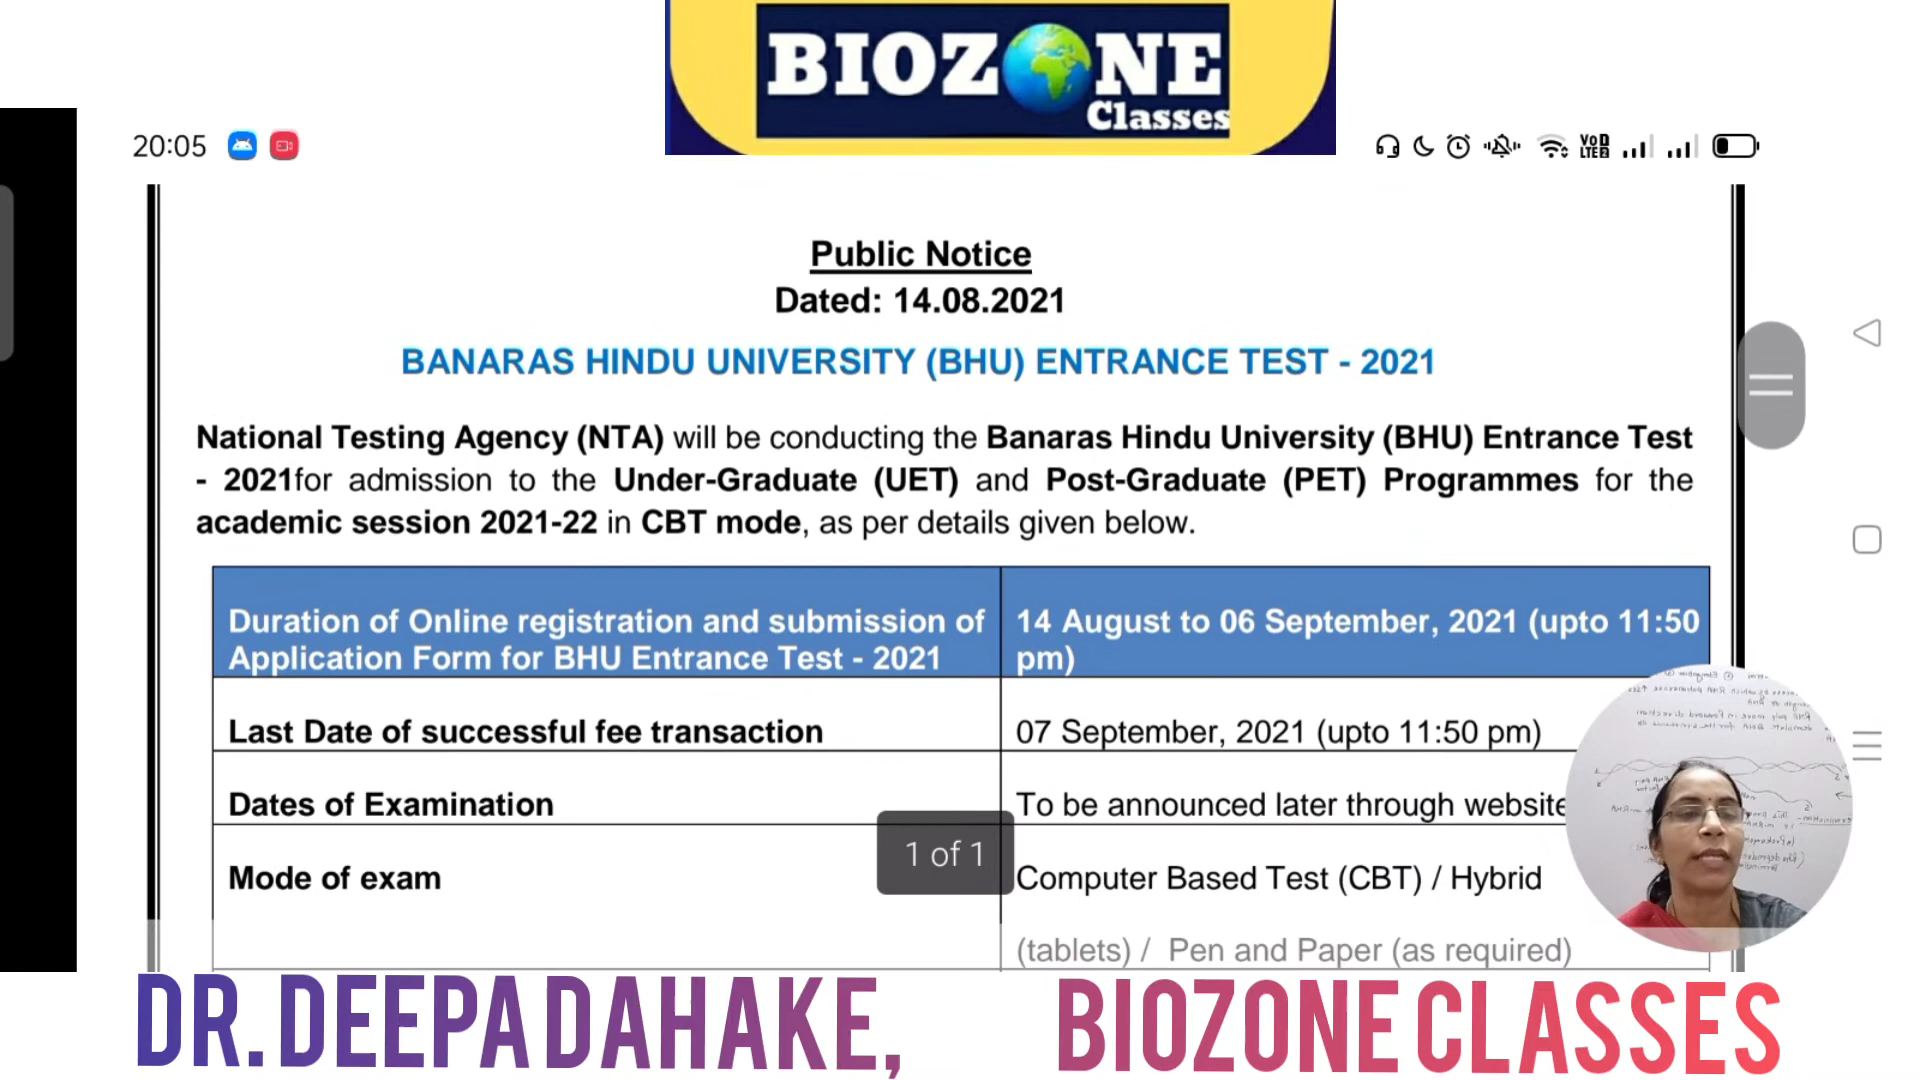 BIOZONE
Classes
20:05
VoD
LTE2
Public Notice
Dated: 14.08.2021
BANARAS HINDU UNIVERSITY (BHU) ENTRANCE TEST - 2021
National Testing Agency (NTA) will be conducting the Banaras Hindu University (BHU) Entrance Test
- 2021for admission to the Under-Graduate (UET) and Post-Graduate (PET) Programmes for the
academic session 2021-22 in CBT mode, as per details given below.
Duration of Online registration and submission of
Application Form for BHU Entrance Test - 2021
14 August to 06 September, 2021 (upto 11:50
pm)
Last Date of successful fee transaction
07 September, 2021 (upto 11:50 pm)
Dates of Examination
To be announced later through website
1 of 1
Mode of exam
Computer Based Test (CBT) / Hybrid
(tablets) / Pen and Paper (as required)
DR. DEEPA DAHAKE,
BIOZONE CLASSES